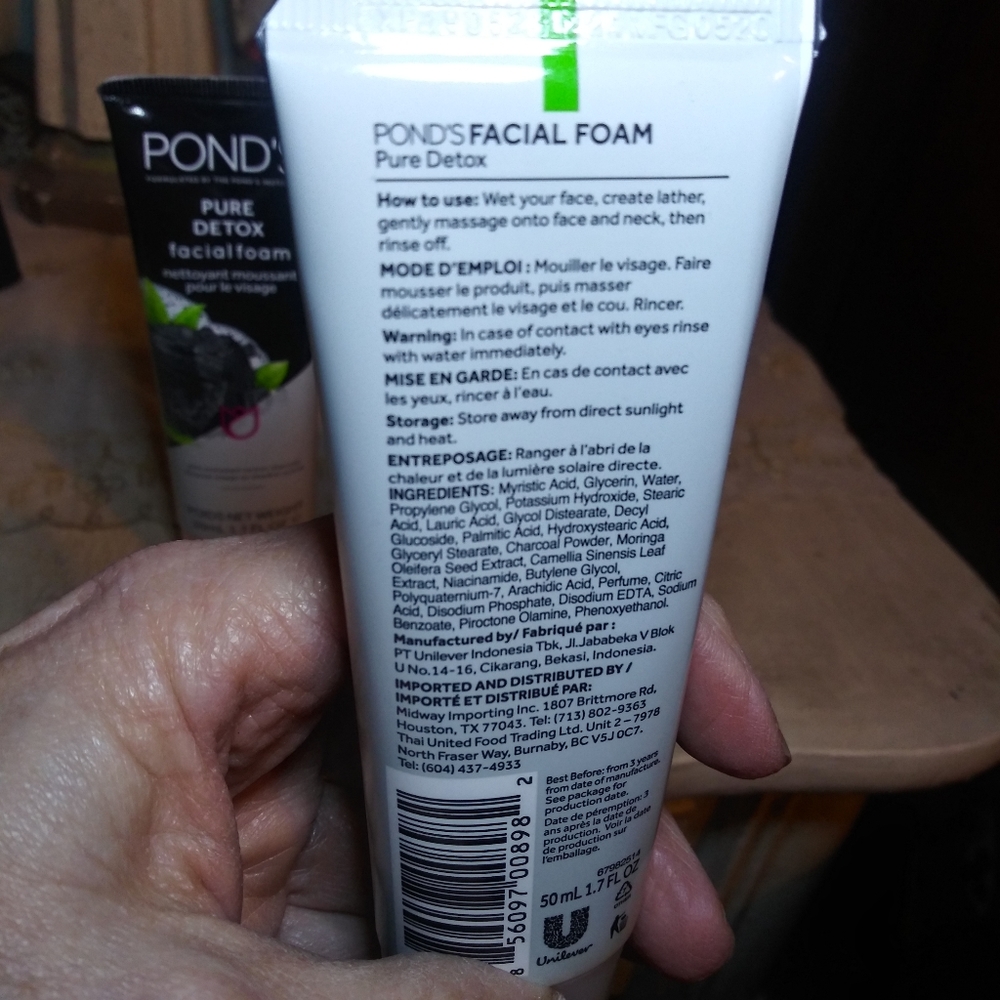 POND'S FACIAL FOAM
Pure Detox
How to use: Wet your face, create lather,
gently massage onto face and neck, then
rinse off.
MODE D'EMPLOI : Mouiller le visage. Faire
mousser le produit, puis masser
délicatement le visage et le cou. Rincer.
Warning: In case of contact with eyes rinse
with water immediately.
MISE EN GARDE: En cas de contact avec
les yeux, rincer à l'eau.
Storage: Store away from direct sunlight
and heat.
ENTREPOSAGE: Ranger à l'abri de la
chaleur et de la lumière solaire directe.
INGREDIENTS: Myristic Acid, Glycerin, Water,
Propylene Glycol, Potassium Hydroxide, Stearic
Acid, Lauric Acid, Glycol Distearate, Decyl
Glucoside, Palmitic Acid, Hydroxystearic Acid,
Glyceryl Stearate, Charcoal Powder, Moringa
Oleifera Seed Extract, Camellia Sinensis Leaf
Extract, Niacinamide, Butylene Glycol,
Polyquaternium-7, Arachidic Acid, Perfume, Citric
Acid, Disodium Phosphate, Disodium EDTA, Sodium
Benzoate, Piroctone Olamine, Phenoxyethanol.
Manufactured by/ Fabriqué par :
PT Unilever Indonesia Tbk, Jl.Jababeka V Blok
U No.14-16, Cikarang, Bekasi, Indonesia.
IMPORTED AND DISTRIBUTED BY /
IMPORTÉ ET DISTRIBUÉ PAR:
Midway Importing Inc. 1807 Brittmore Rd,
Houston, TX 77043. Tel: (713) 802-9363
Thai United Food Trading Ltd. Unit 2 – 7978
North Fraser Way, Burnaby, BC V5J 0C7.
Tel: (604) 437-4933
Best Before: from 3 years
from date of manufacture.
See package for
production date.
Date de péremption: 3
ans après la date de
production. Voir la date
de production sur
l'emballage.
67982614
50 mL 1.7 FL OZ
Unilever
8 56097 00898 2
POND'S
PURE
DETOX
facial foam
nettoyant moussant
pour le visage